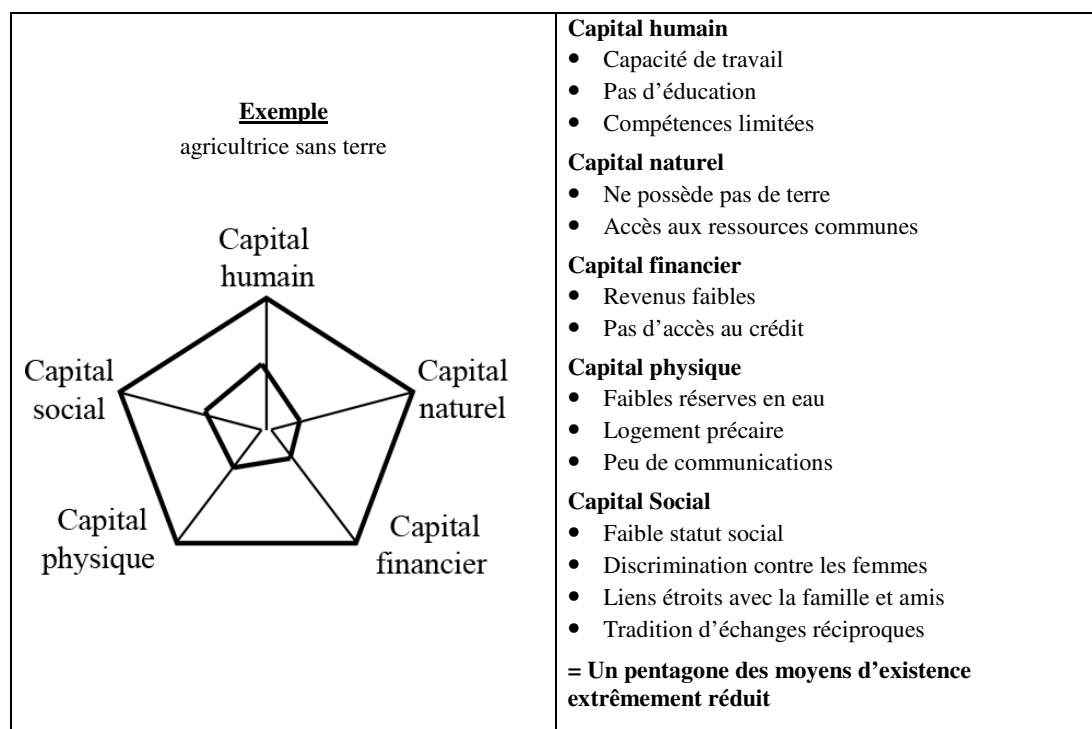 Exemple
agricultrice sans terre
Capital
humain
Capital
social
Capital
naturel
Capital
physique
Capital
financier
Capital humain
• Capacité de travail
• Pas d’éducation
• Compétences limitées
Capital naturel
• Ne possède pas de terre
• Accès aux ressources communes
Capital financier
• Revenus faibles
• Pas d’accès au crédit
Capital physique
• Faibles réserves en eau
• Logement précaire
• Peu de communications
Capital Social
• Faible statut social
• Discrimination contre les femmes
• Liens étroits avec la famille et amis
• Tradition d’échanges réciproques
= Un pentagone des moyens d’existence
extrêmement réduit